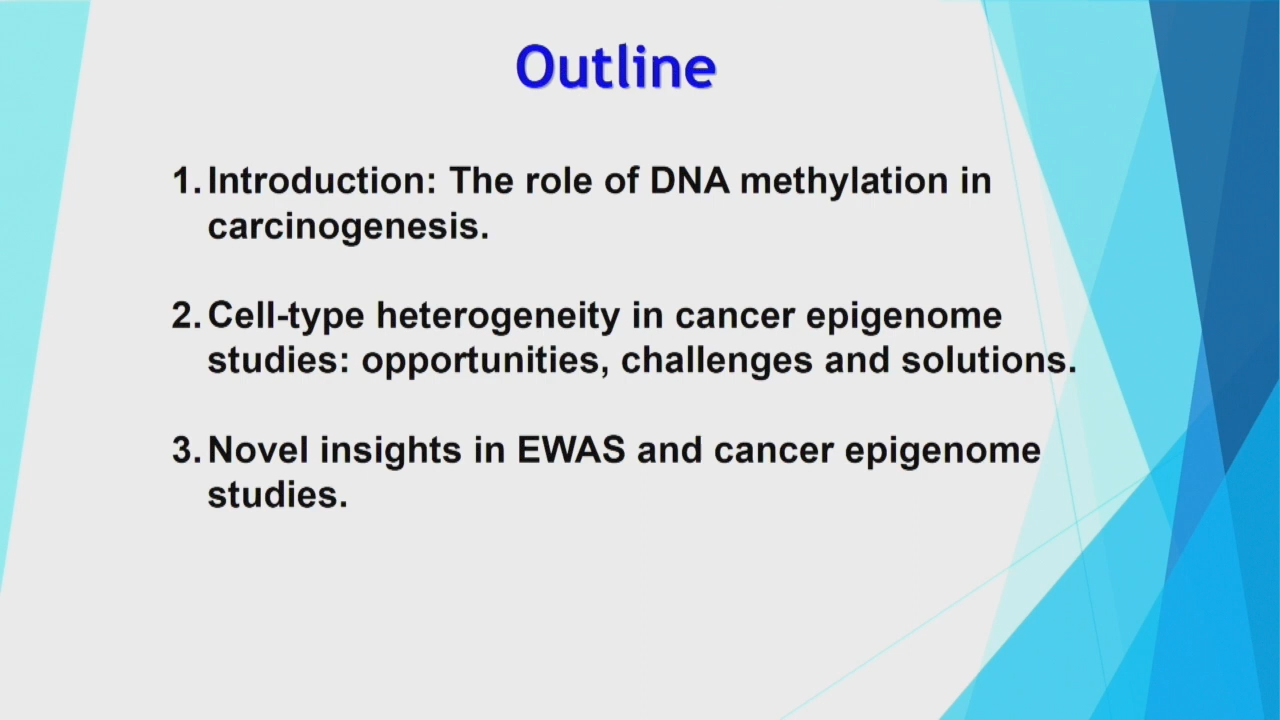 Outline
1. Introduction: The role of DNA methylation in
carcinogenesis.
2. Cell-type heterogeneity in cancer epigenome
studies: opportunities, challenges and solutions.
3. Novel insights in EWAS and cancer epigenome
studies.